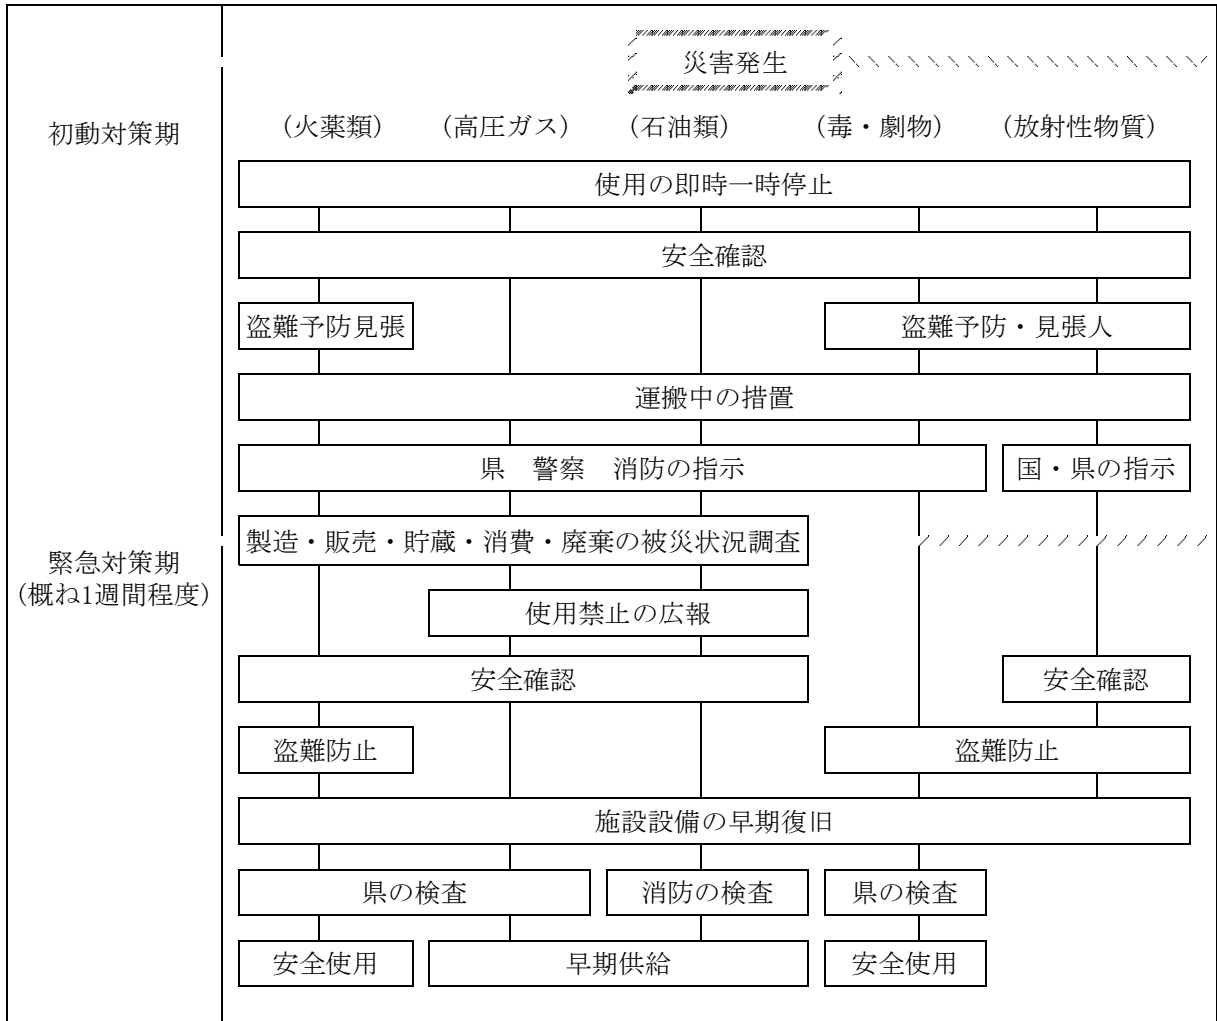 災害発生
初動対策期
（火薬類）
（高圧ガス）
（石油類）
（毒・劇物）
（放射性物質）
使用の即時一時停止
安全確認
盗難予防見張
盗難予防・見張人
運搬中の措置
県　警察　消防の指示
国・県の指示
緊急対策期
(概ね1週間程度)
製造・販売・貯蔵・消費・廃棄の被災状況調査
使用禁止の広報
安全確認
安全確認
盗難防止
盗難防止
施設設備の早期復旧
県の検査
消防の検査
県の検査
安全使用
早期供給
安全使用